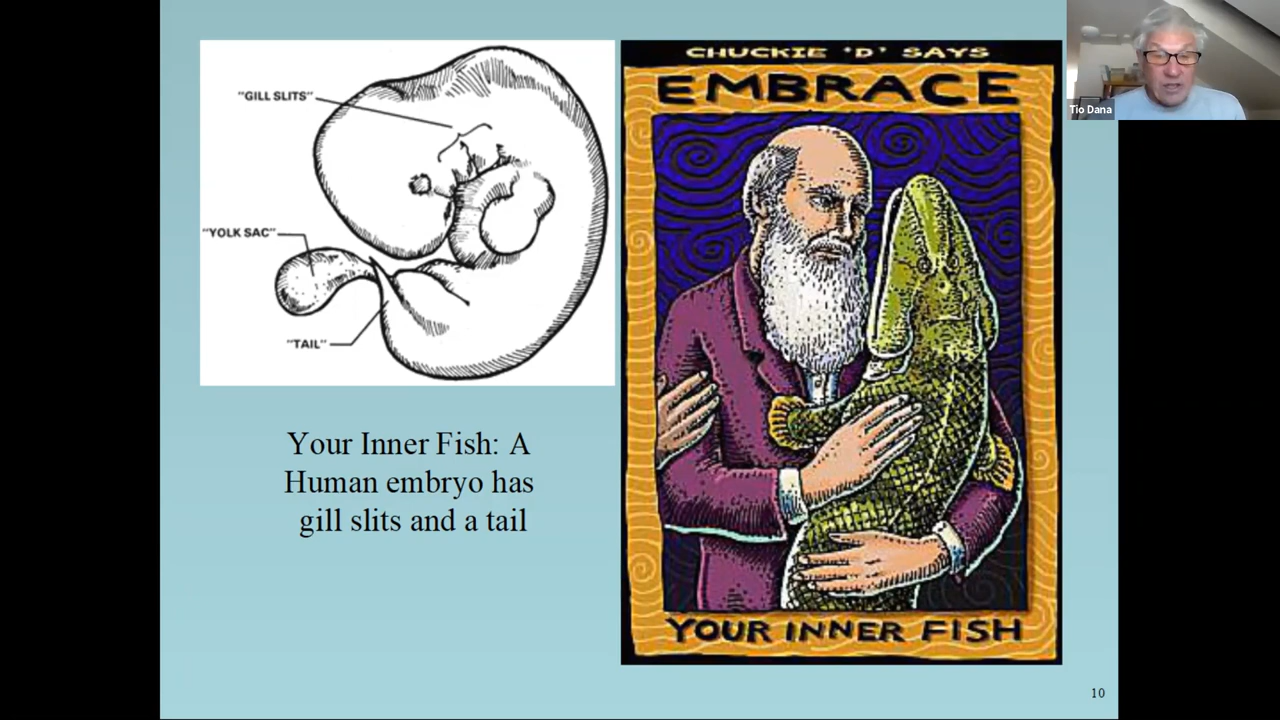 "GILL SLITS"
"YOLK SAC"
"TAIL"
Your Inner Fish: A
Human embryo has
gill slits and a tail
CHUCKIE 'D' SAYS
EMBRACE
YOUR INNER FISH
Tio Dana
10